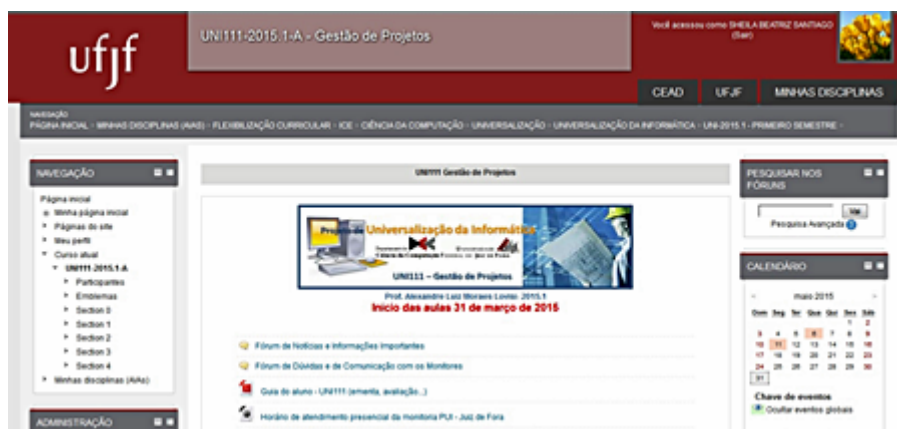 ufjf
UNI111-2015.1-A - Gestão de Projetos
Você acessou como SHEILA BEATRIZ SANTIAGO
(Sair)
CEAD UFJF MINHAS DISCIPLINAS
NAVEGAÇÃO
PÁGINA INICIAL - MINHAS DISCIPLINAS (AVAS) - FLEXIBILIZAÇÃO CURRICULAR - ICE - CIÊNCIA DA COMPUTAÇÃO - UNIVERSALIZAÇÃO - UNIVERSALIZAÇÃO DA INFORMÁTICA - UNI-2015.1 - PRIMEIRO SEMESTRE -
NAVEGAÇÃO
Página inicial
Minha página inicial
Páginas do site
Meu perfil
Curso atual
UNI111-2015.1-A
Participantes
Emblemas
Section 0
Section 1
Section 2
Section 3
Section 4
Minhas disciplinas (AVAs)
ADMINISTRAÇÃO
UNI111 Gestão de Projetos
Projeto de Universalização da Informática
UNI111 – Gestão de Projetos
Prof. Alexandre Luiz Moraes Lovisi 2015.1
Início das aulas 31 de março de 2015
Fórum de Notícias e Informações Importantes
Fórum de Dúvidas e de Comunicação com os Monitores
Guia do aluno - UNI111 (ementa, avaliação...)
Horário de atendimento presencial da monitoria PUI - Juiz de Fora
PESQUISAR NOS
FÓRUNS
Vai
Pesquisa Avançada
CALENDÁRIO
maio 2015
Dom Seg Ter Qua Qui Sex Sáb
1 2
3 4 5 6 7 8 9
10 11 12 13 14 15 16
17 18 19 20 21 22 23
24 25 26 27 28 29 30
31
Chave de eventos
Ocultar eventos globais